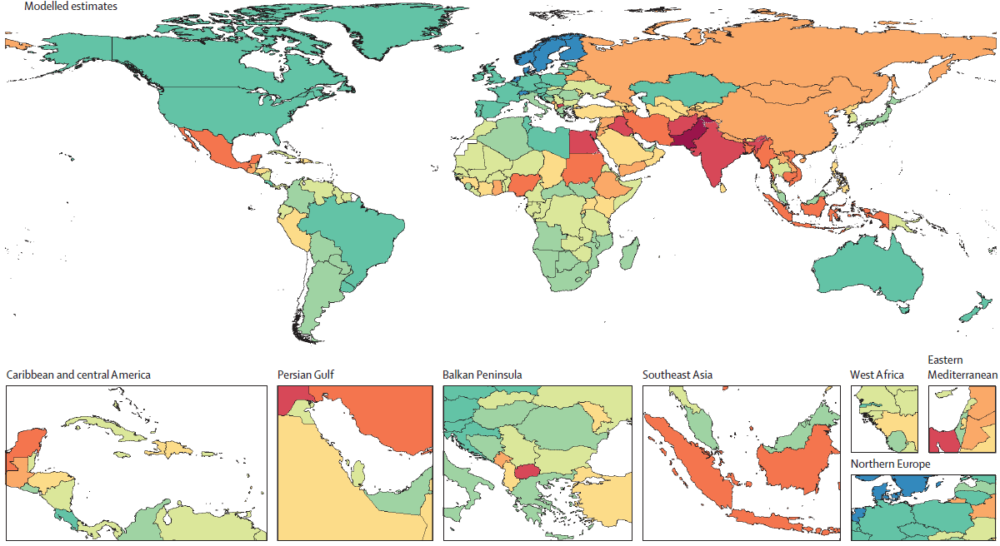 Modelled estimates
Caribbean and central America
Persian Gulf
Balkan Peninsula
Southeast Asia
West Africa
Eastern
Mediterranean
Northern Europe